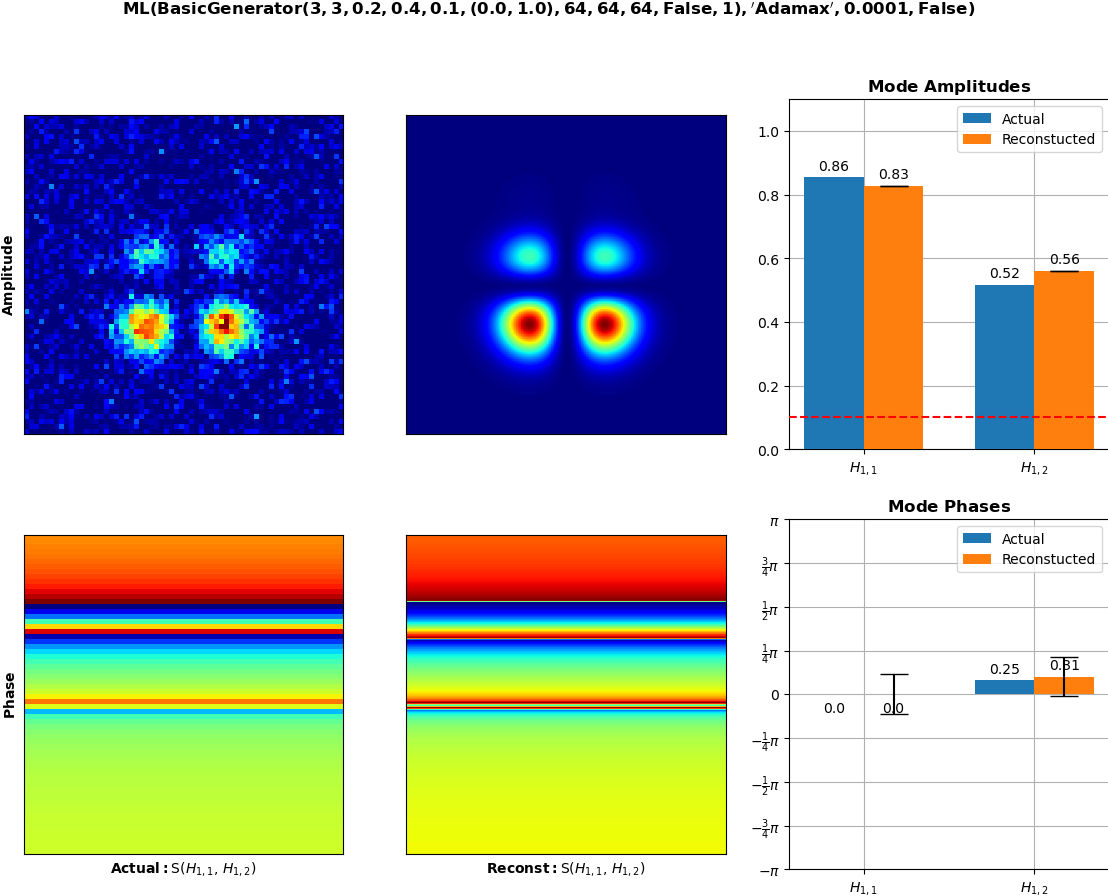 ML(BasicGenerator(3, 3, 0.2, 0.4, 0.1, (0.0, 1.0), 64, 64, 64, False, 1), 'Adamax', 0.0001, False)
Amplitude
Mode Amplitudes
Actual
Reconstucted
1.0
0.8
0.6
0.4
0.2
0.0
0.86
0.83
0.52
0.56
H1,1
H1,2
Phase
Actual: S(H1,1, H1,2)
Reconst: S(H1,1, H1,2)
Mode Phases
Actual
Reconstucted
π
3/4π
1/2π
1/4π
0
−1/4π
−1/2π
−3/4π
−π
0.0
0.0
0.25
0.31
H1,1
H1,2